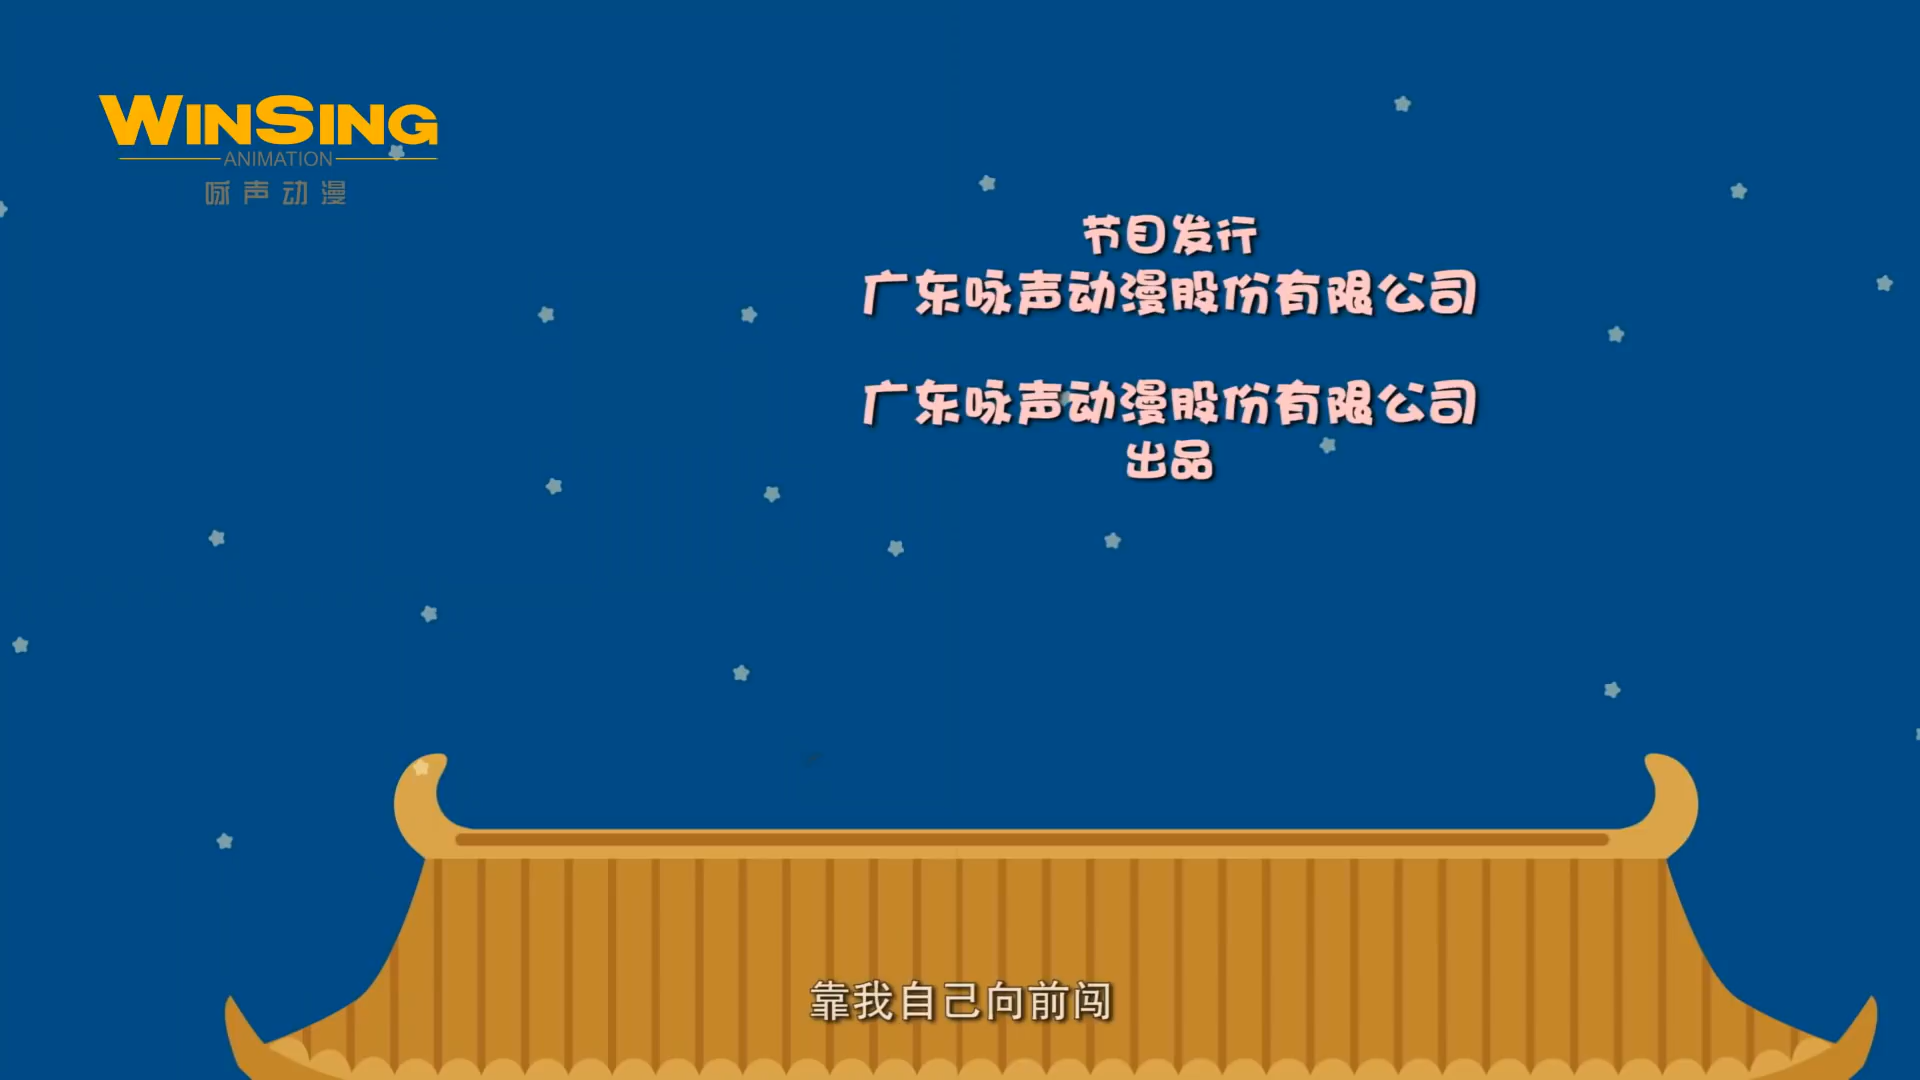 WINSING
ANIMATION
咏声动漫
节目发行
广东咏声动漫股份有限公司
广东咏声动漫股份有限公司
出品
靠我自己向前闯